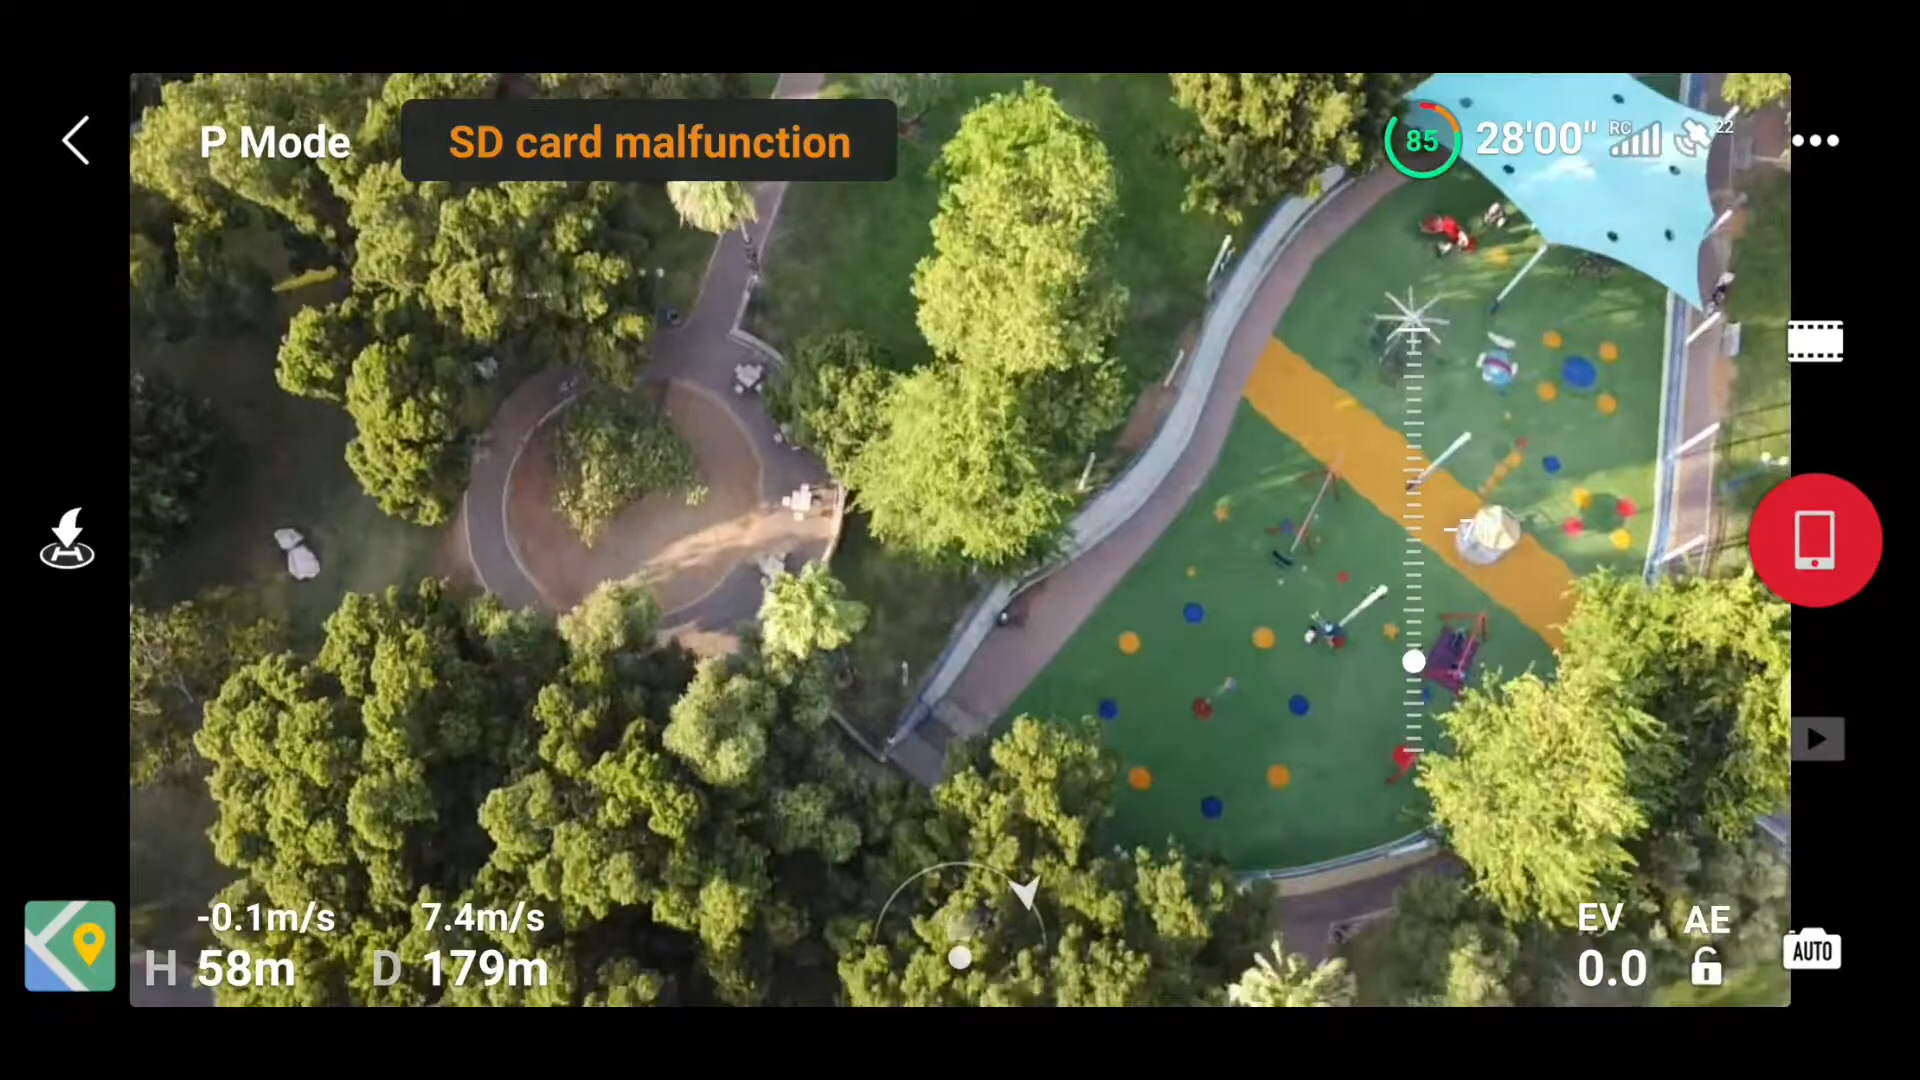 P Mode
SD card malfunction
85
28'00"
RC
22
-0.1m/s
7.4m/s
H 58m
D 179m
EV
0.0
AE
AUTO